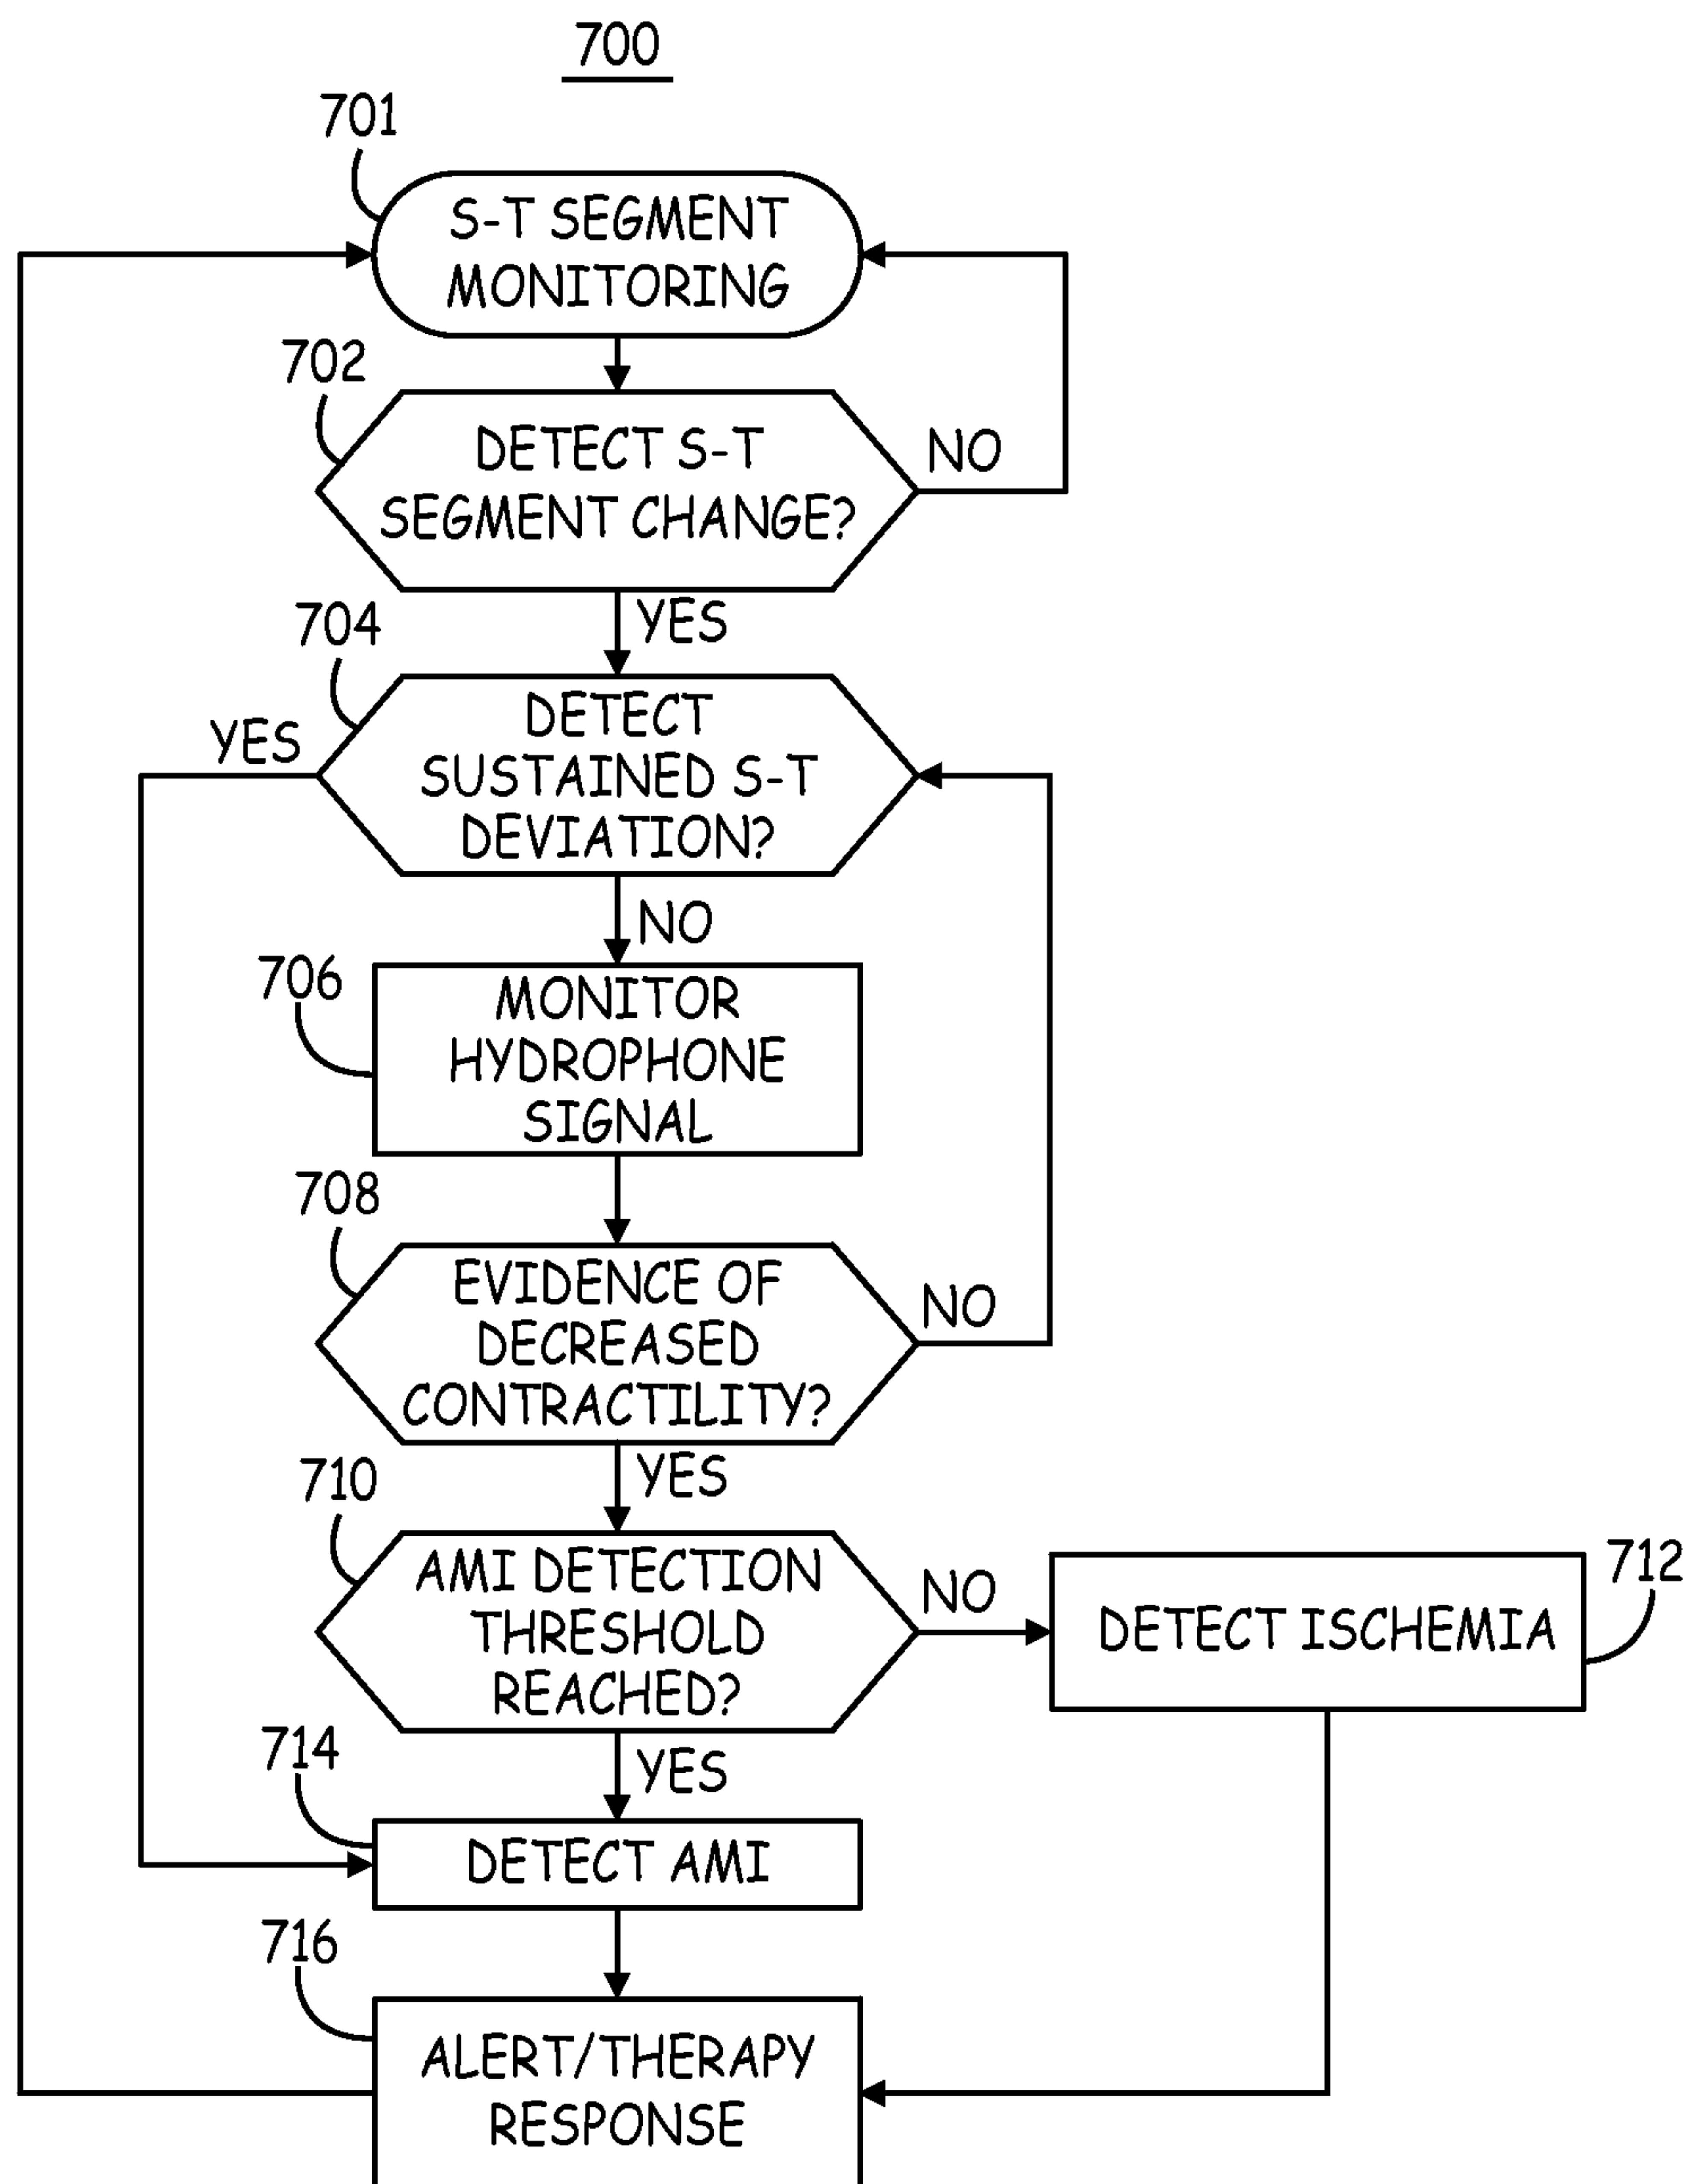 700
701
S-T SEGMENT
MONITORING
702
DETECT S-T
SEGMENT CHANGE?
NO
YES
704
DETECT
SUSTAINED S-T
DEVIATION?
YES
NO
706
MONITOR
HYDROPHONE
SIGNAL
708
EVIDENCE OF
DECREASED
CONTRACTILITY?
NO
YES
710
AMI DETECTION
THRESHOLD
REACHED?
NO
712
DETECT ISCHEMIA
YES
714
DETECT AMI
716
ALERT/THERAPY
RESPONSE